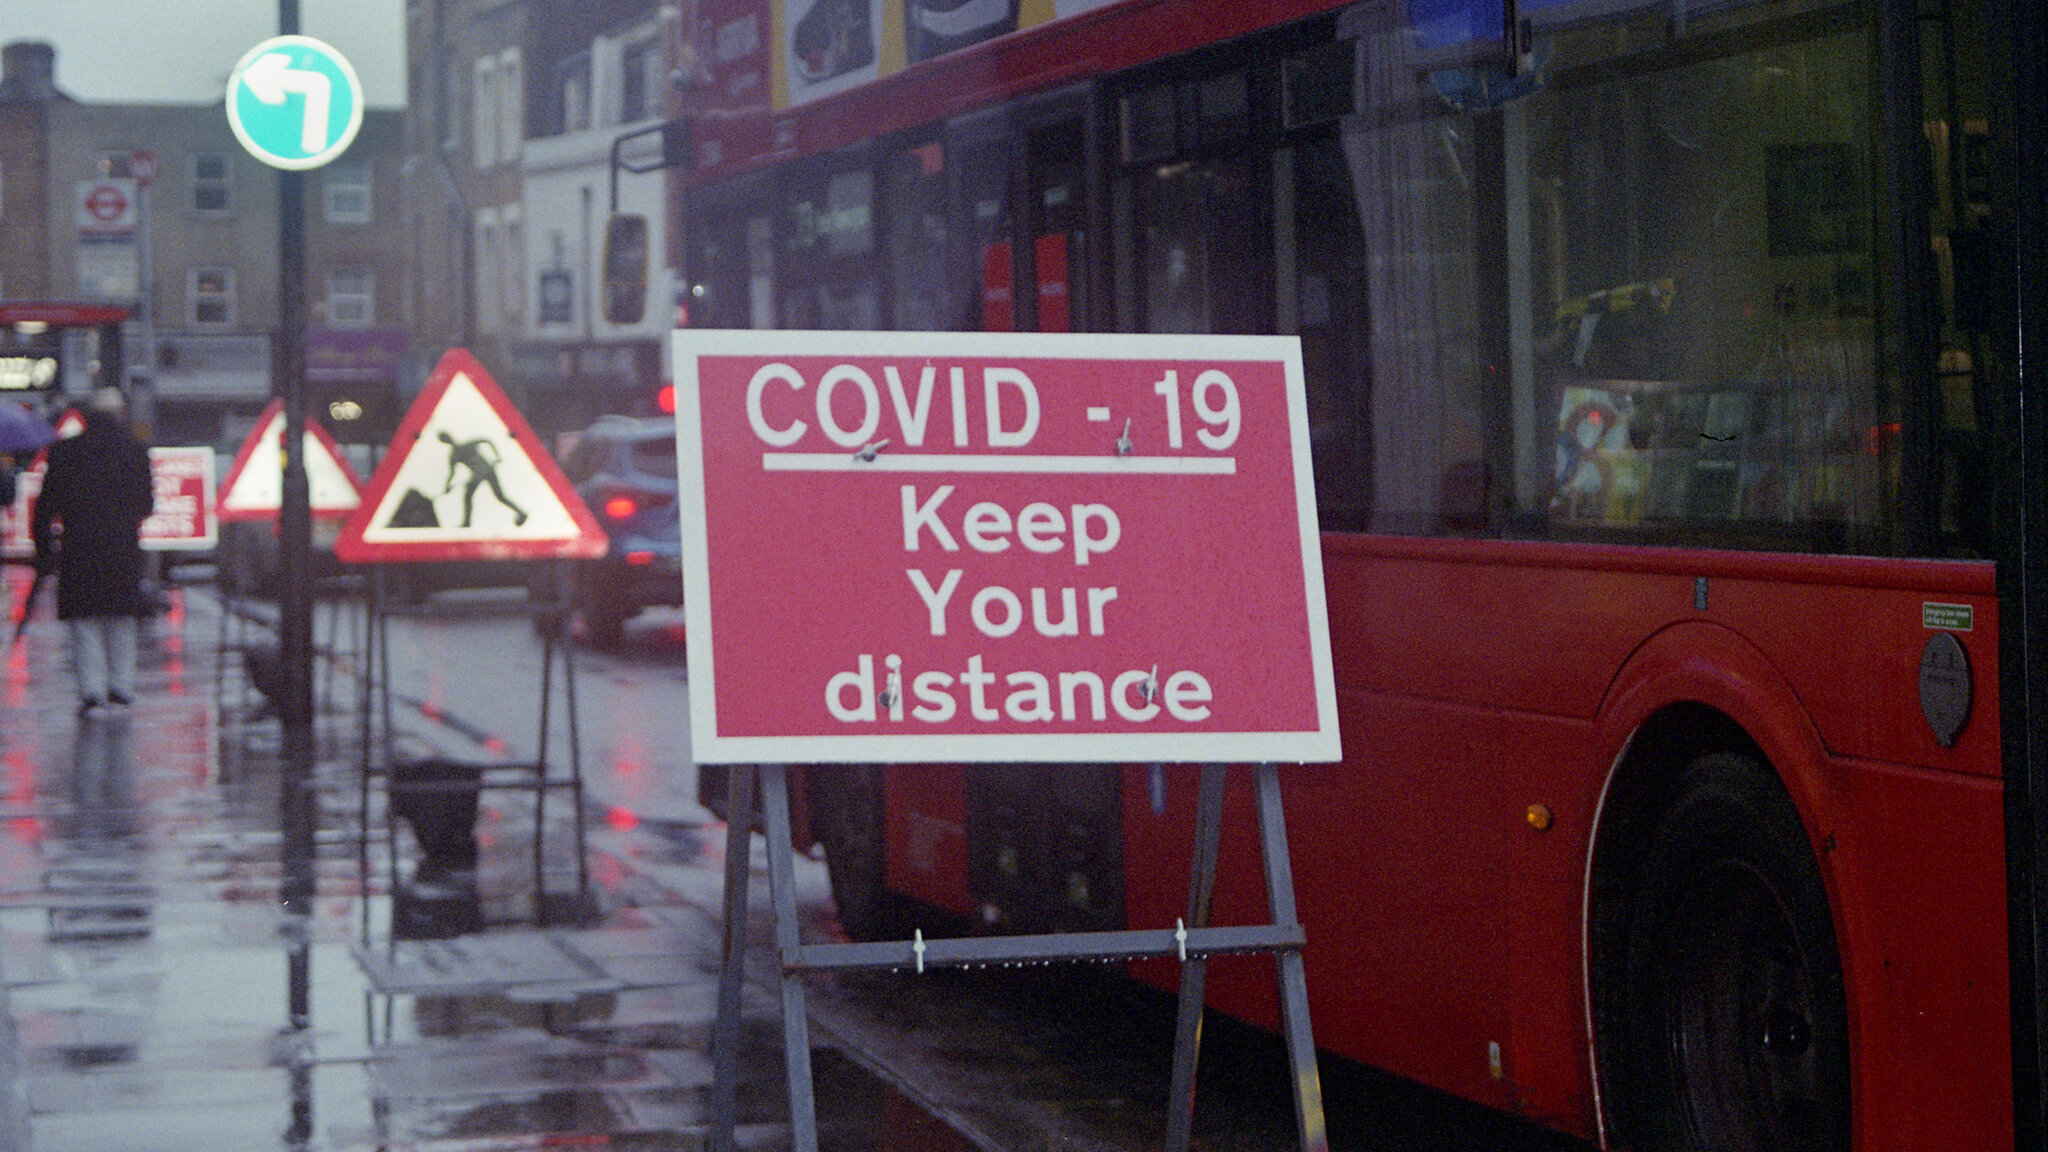 COVID - 19
Keep
Your
distance